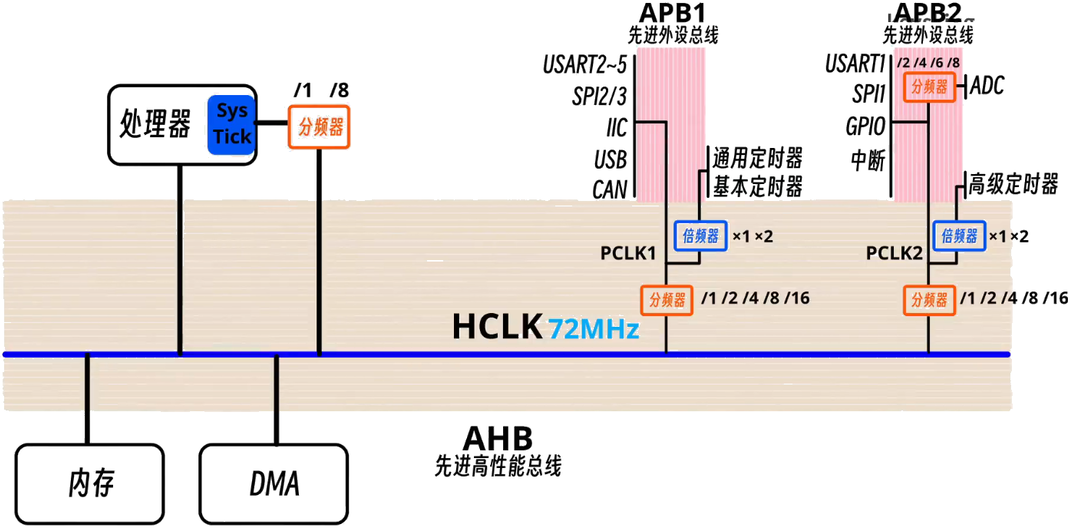 APB1
先进外设总线
USART2~5
SPI2/3
IIC
USB
CAN
通用定时器
基本定时器
倍频器
×1 ×2
PCLK1
分频器
/1 /2 /4 /8 /16
APB2
先进外设总线
USART1
SPI1
GPIO
中断
/2 /4 /6 /8
分频器
ADC
高级定时器
倍频器
×1 ×2
PCLK2
分频器
/1 /2 /4 /8 /16
处理器
Sys
Tick
/1 /8
分频器
HCLK 72MHz
AHB
先进高性能总线
内存
DMA